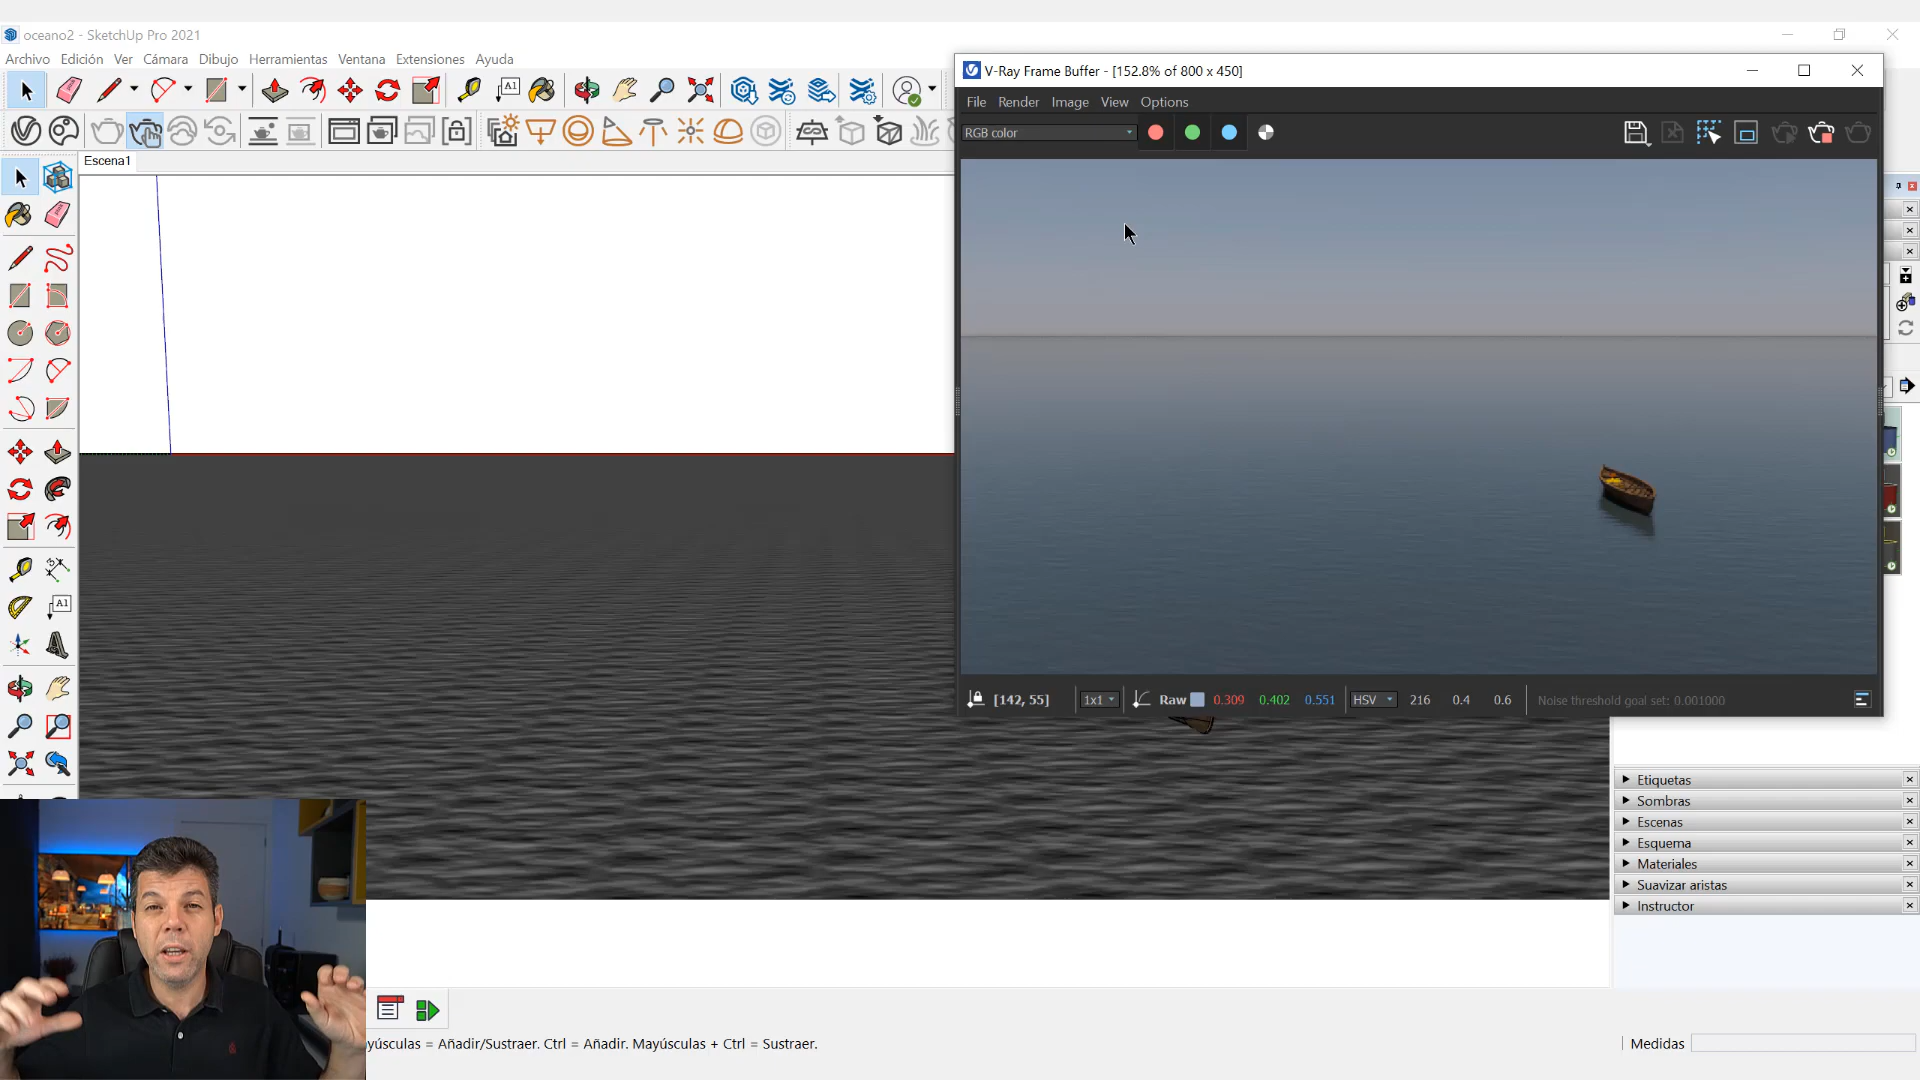 oceano2 - SketchUp Pro 2021
Archivo Edición Ver Cámara Dibujo Herramientas Ventana Extensiones Ayuda
Escena1
V-Ray Frame Buffer - [152.8% of 800 x 450]
File Render Image View Options
RGB color
[142, 55] 1x1 Raw 0.309 0.402 0.551 HSV 216 0.4 0.6 Noise threshold goal set: 0.001000
Etiquetas
Sombras
Escenas
Esquema
Materiales
Suavizar aristas
Instructor
yúsculas = Añadir/Sustraer. Ctrl = Añadir. Mayúsculas + Ctrl = Sustraer.
Medidas